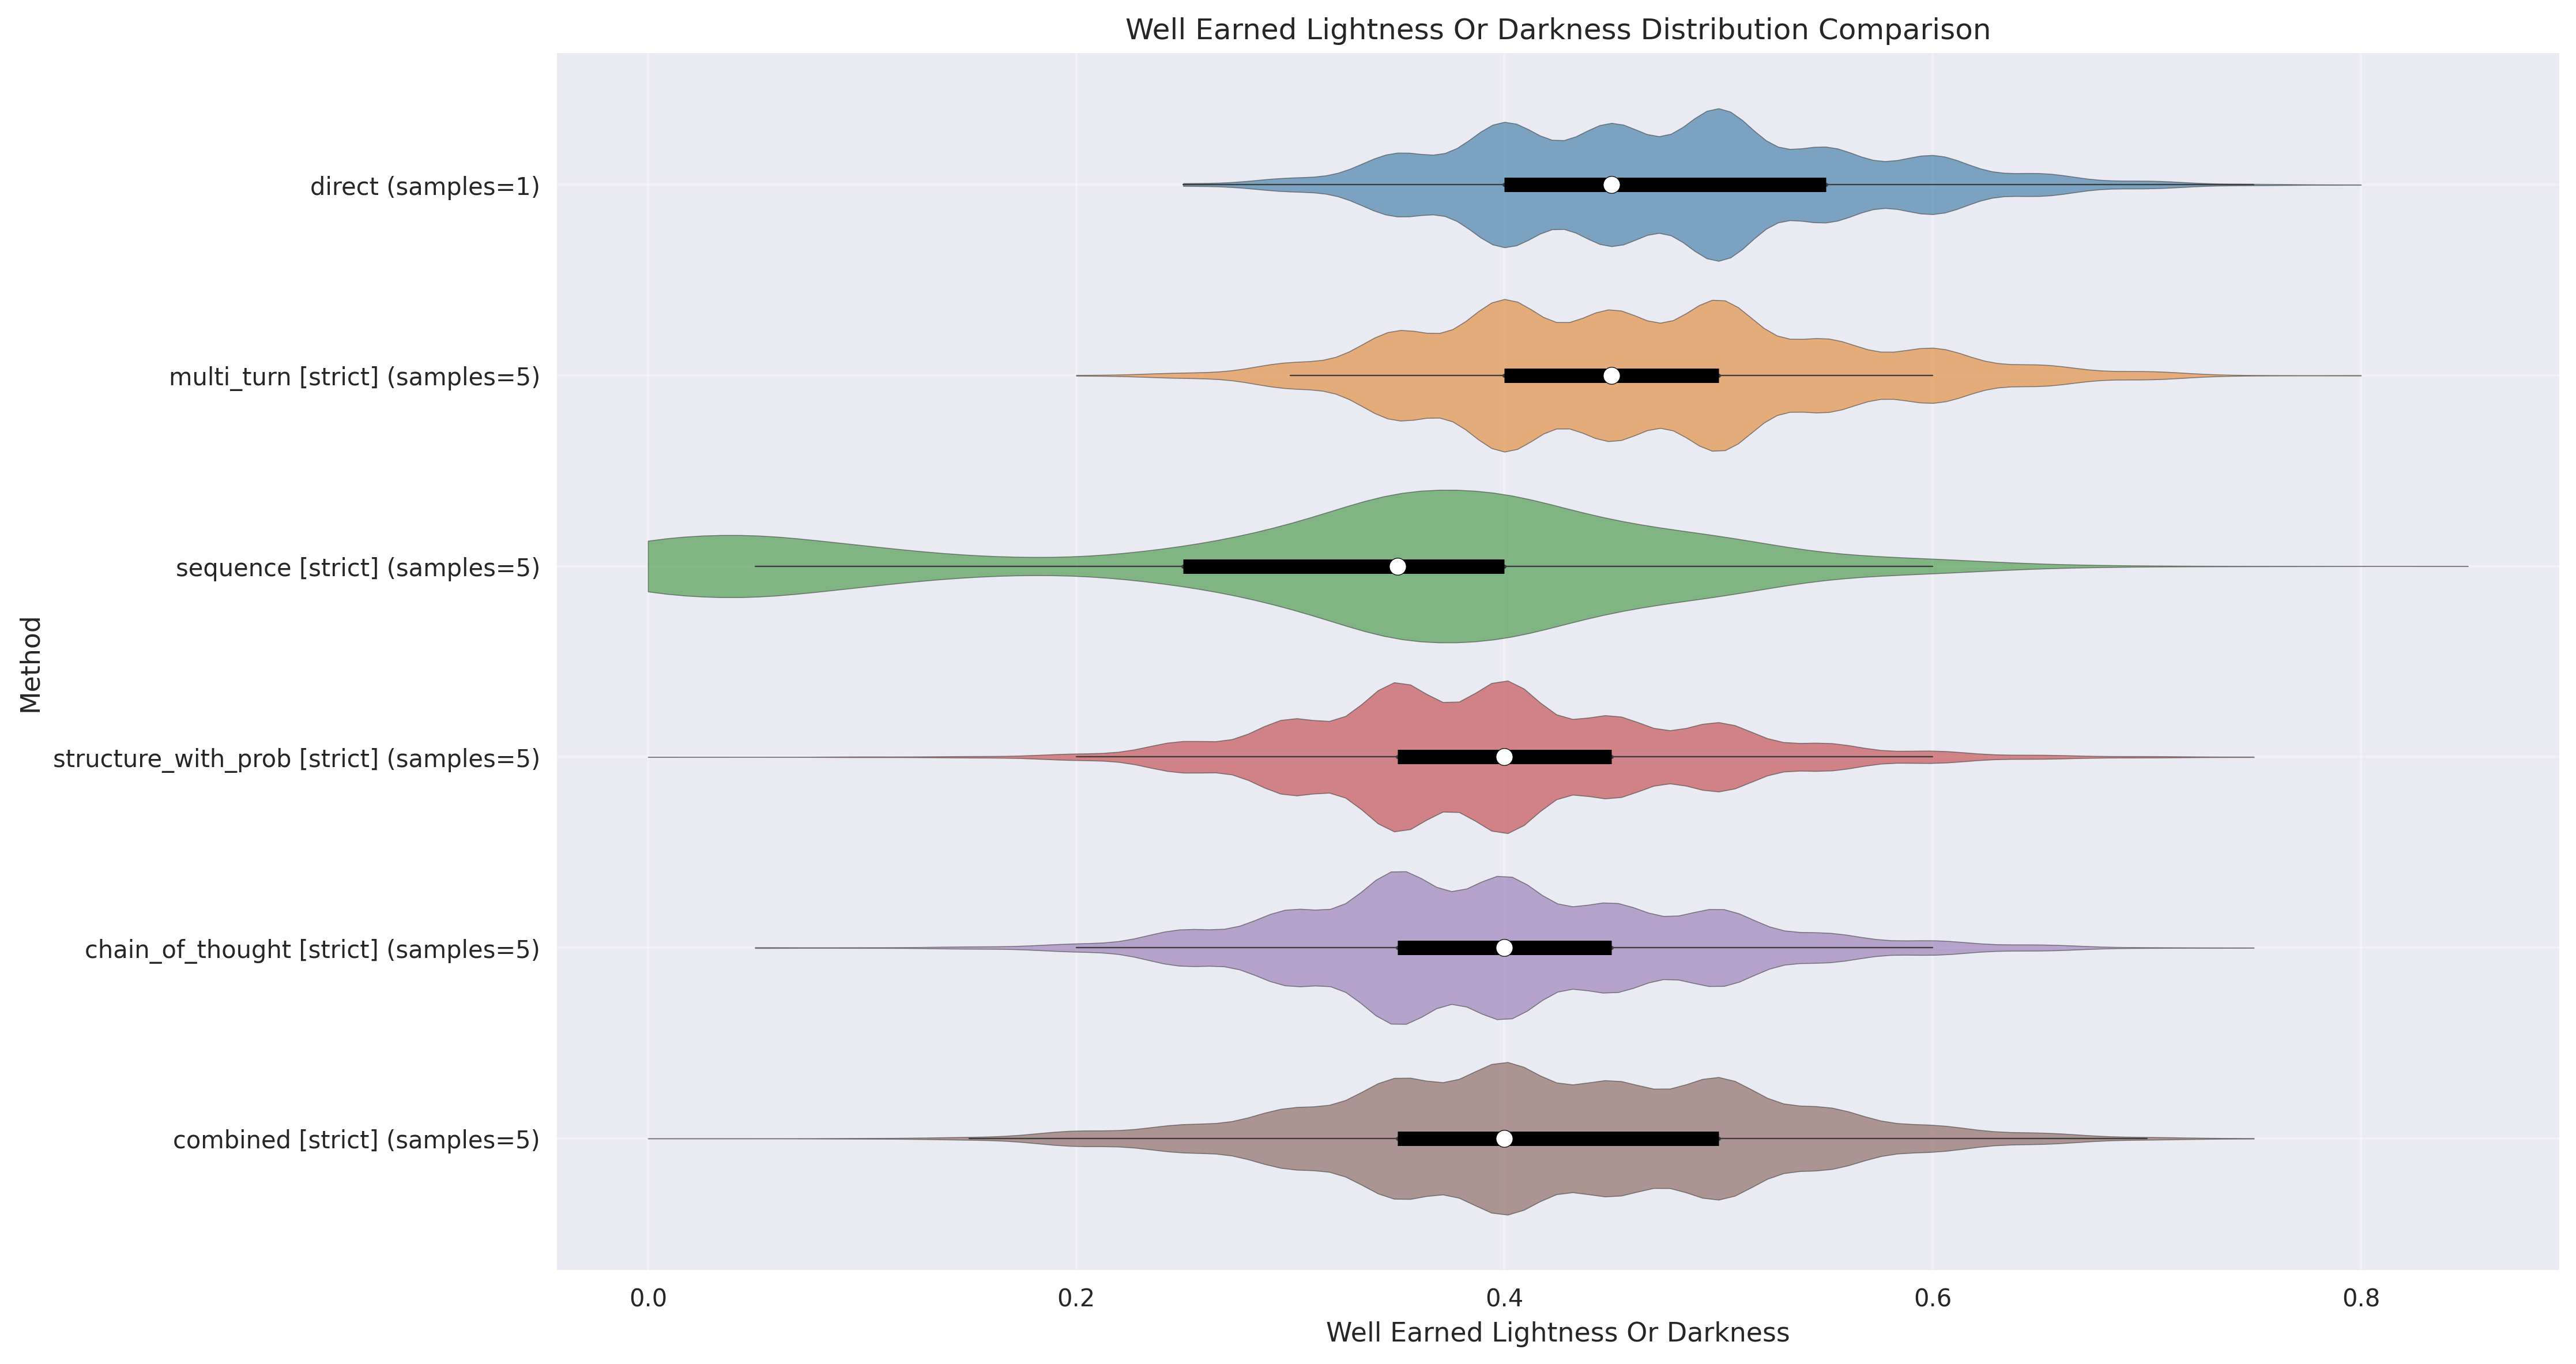 Well Earned Lightness Or Darkness Distribution Comparison
Method
direct (samples=1)
multi_turn [strict] (samples=5)
sequence [strict] (samples=5)
structure_with_prob [strict] (samples=5)
chain_of_thought [strict] (samples=5)
combined [strict] (samples=5)
0.0 0.2 0.4 0.6 0.8
Well Earned Lightness Or Darkness